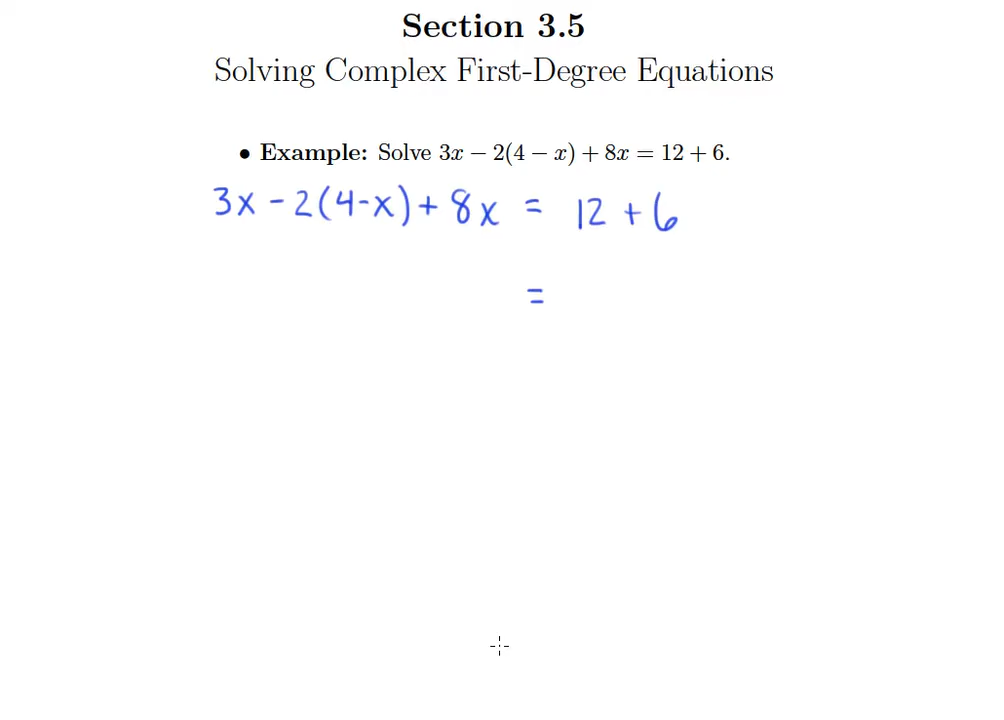 Section 3.5
Solving Complex First-Degree Equations
• Example: Solve 3x − 2(4 − x) + 8x = 12 + 6.
3x - 2(4-x) + 8x = 12 + 6
=